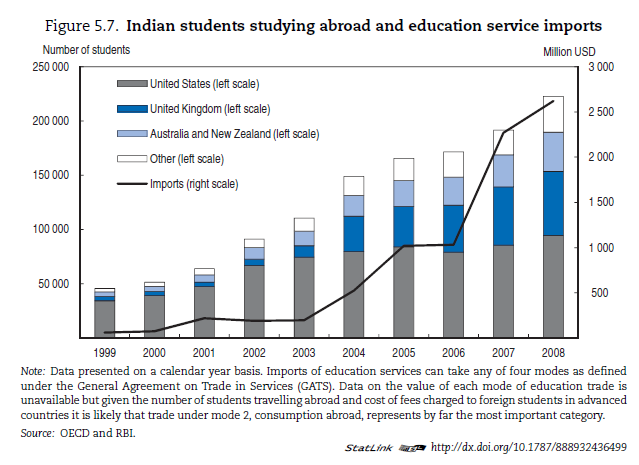 Figure 5.7. Indian students studying abroad and education service imports
Number of students
Million USD
250 000
3 000
United States (left scale)
United Kingdom (left scale)
2 500
200 000
Australia and New Zealand (left scale)
Other (left scale)
2 000
150 000
Imports (right scale)
1 500
100 000
1 000
50 000
500
1999 2000 2001 2002 2003 2004 2005 2006 2007 2008
Note: Data presented on a calendar year basis. Imports of education services can take any of four modes as defined
under the General Agreement on Trade in Services (GATS). Data on the value of each mode of education trade is
unavailable but given the number of students travelling abroad and cost of fees charged to foreign students in advanced
countries it is likely that trade under mode 2, consumption abroad, represents by far the most important category.
Source: OECD and RBI.
StatLink http://dx.doi.org/10.1787/888932436499